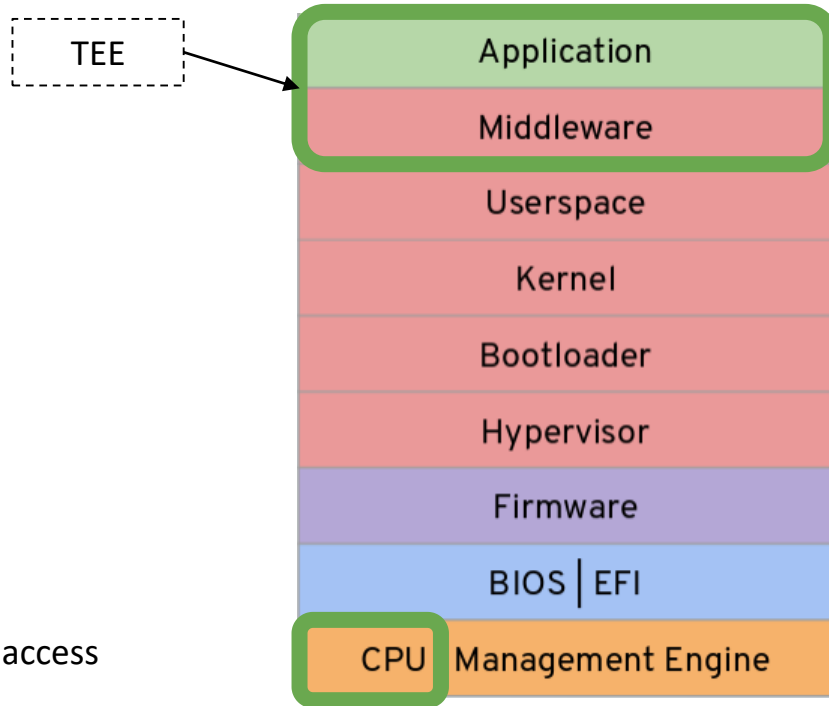 TEE
Application
Middleware
Userspace
Kernel
Bootloader
Hypervisor
Firmware
BIOS | EFI
access
CPU Management Engine